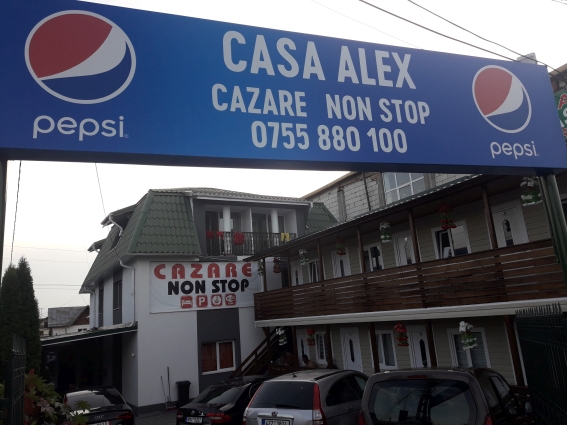 CASA ALEX
CAZARE NON STOP
0755 880 100
pepsi
pepsi
CAZARE
NON STOP
P